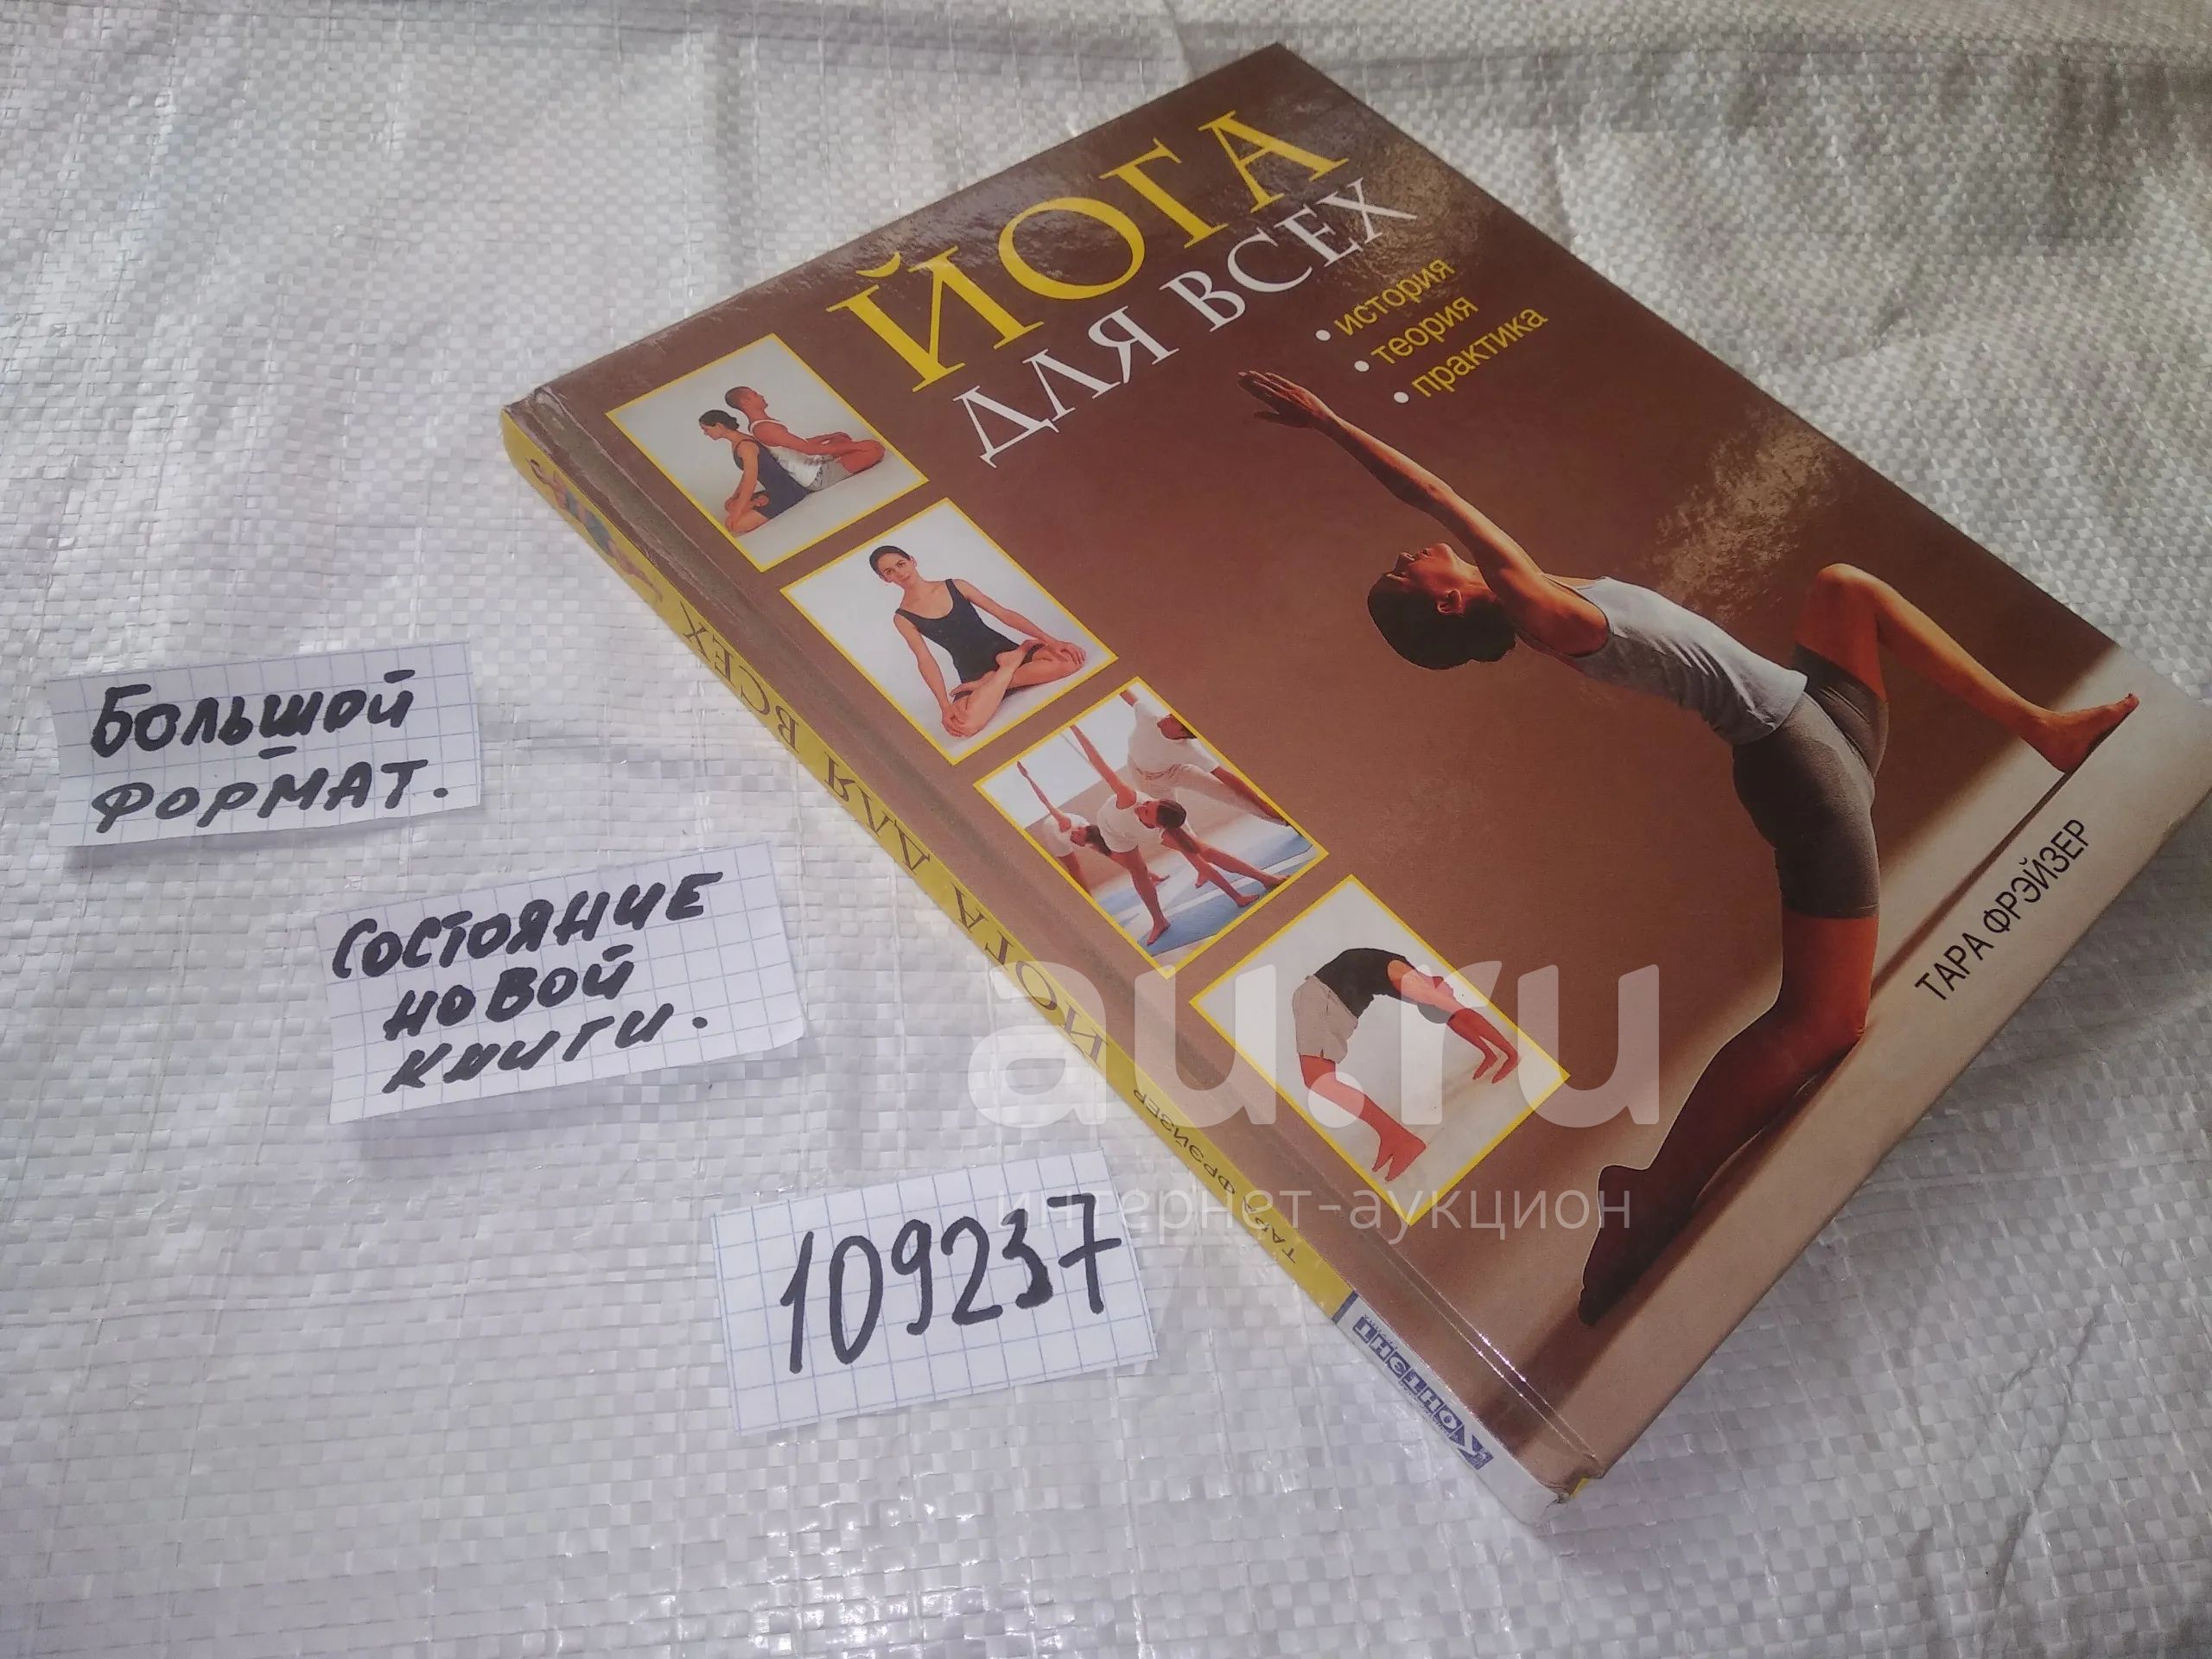 ЙОГА
ДЛЯ ВСЕХ
• история
• теория
• практика
ТАРА ФРЭЙЗЕР
ЙОГА ДЛЯ ВСЕХ
ТАРА ФРЭЙЗЕР
Контэнт
БОЛЬШОЙ
ФОРМАТ.
СОСТОЯНИЕ
НОВОЙ
КНИГИ.
109237
au.ru
интернет-аукцион